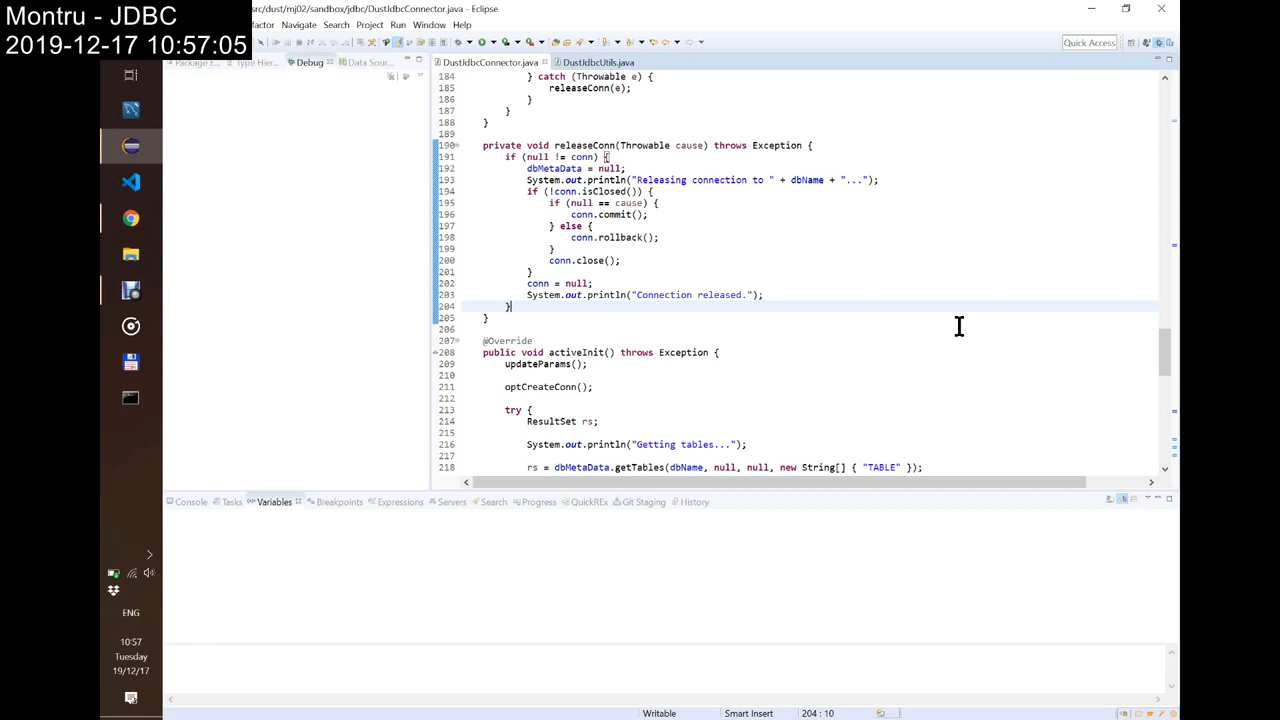 Montru - JDBC
2019-12-17 10:57:05
src/dust/mj02/sandbox/jdbc/DustJdbcConnector.java - Eclipse
efactor Navigate Search Project Run Window Help
Quick Access
Package E... Type Hier... Debug Data Sour...
DustJdbcConnector.java DustJdbcUtils.java
184 } catch (Throwable e) {
185 releaseConn(e);
186 }
187 }
188 }
189
190 private void releaseConn(Throwable cause) throws Exception {
191 if (null != conn) {
192 dbMetaData = null;
193 System.out.println("Releasing connection to " + dbName + "...");
194 if (!conn.isClosed()) {
195 if (null == cause) {
196 conn.commit();
197 } else {
198 conn.rollback();
199 }
200 conn.close();
201 }
202 conn = null;
203 System.out.println("Connection released.");
204 }
205 }
206
207 @Override
208 public void activeInit() throws Exception {
209 updateParams();
210
211 optCreateConn();
212
213 try {
214 ResultSet rs;
215
216 System.out.println("Getting tables...");
217
218 rs = dbMetaData.getTables(dbName, null, null, new String[] { "TABLE" });
Console Tasks Variables Breakpoints Expressions Servers Search Progress QuickREx Git Staging History
ENG
10:57
Tuesday
19/12/17
Writable Smart Insert 204 : 10